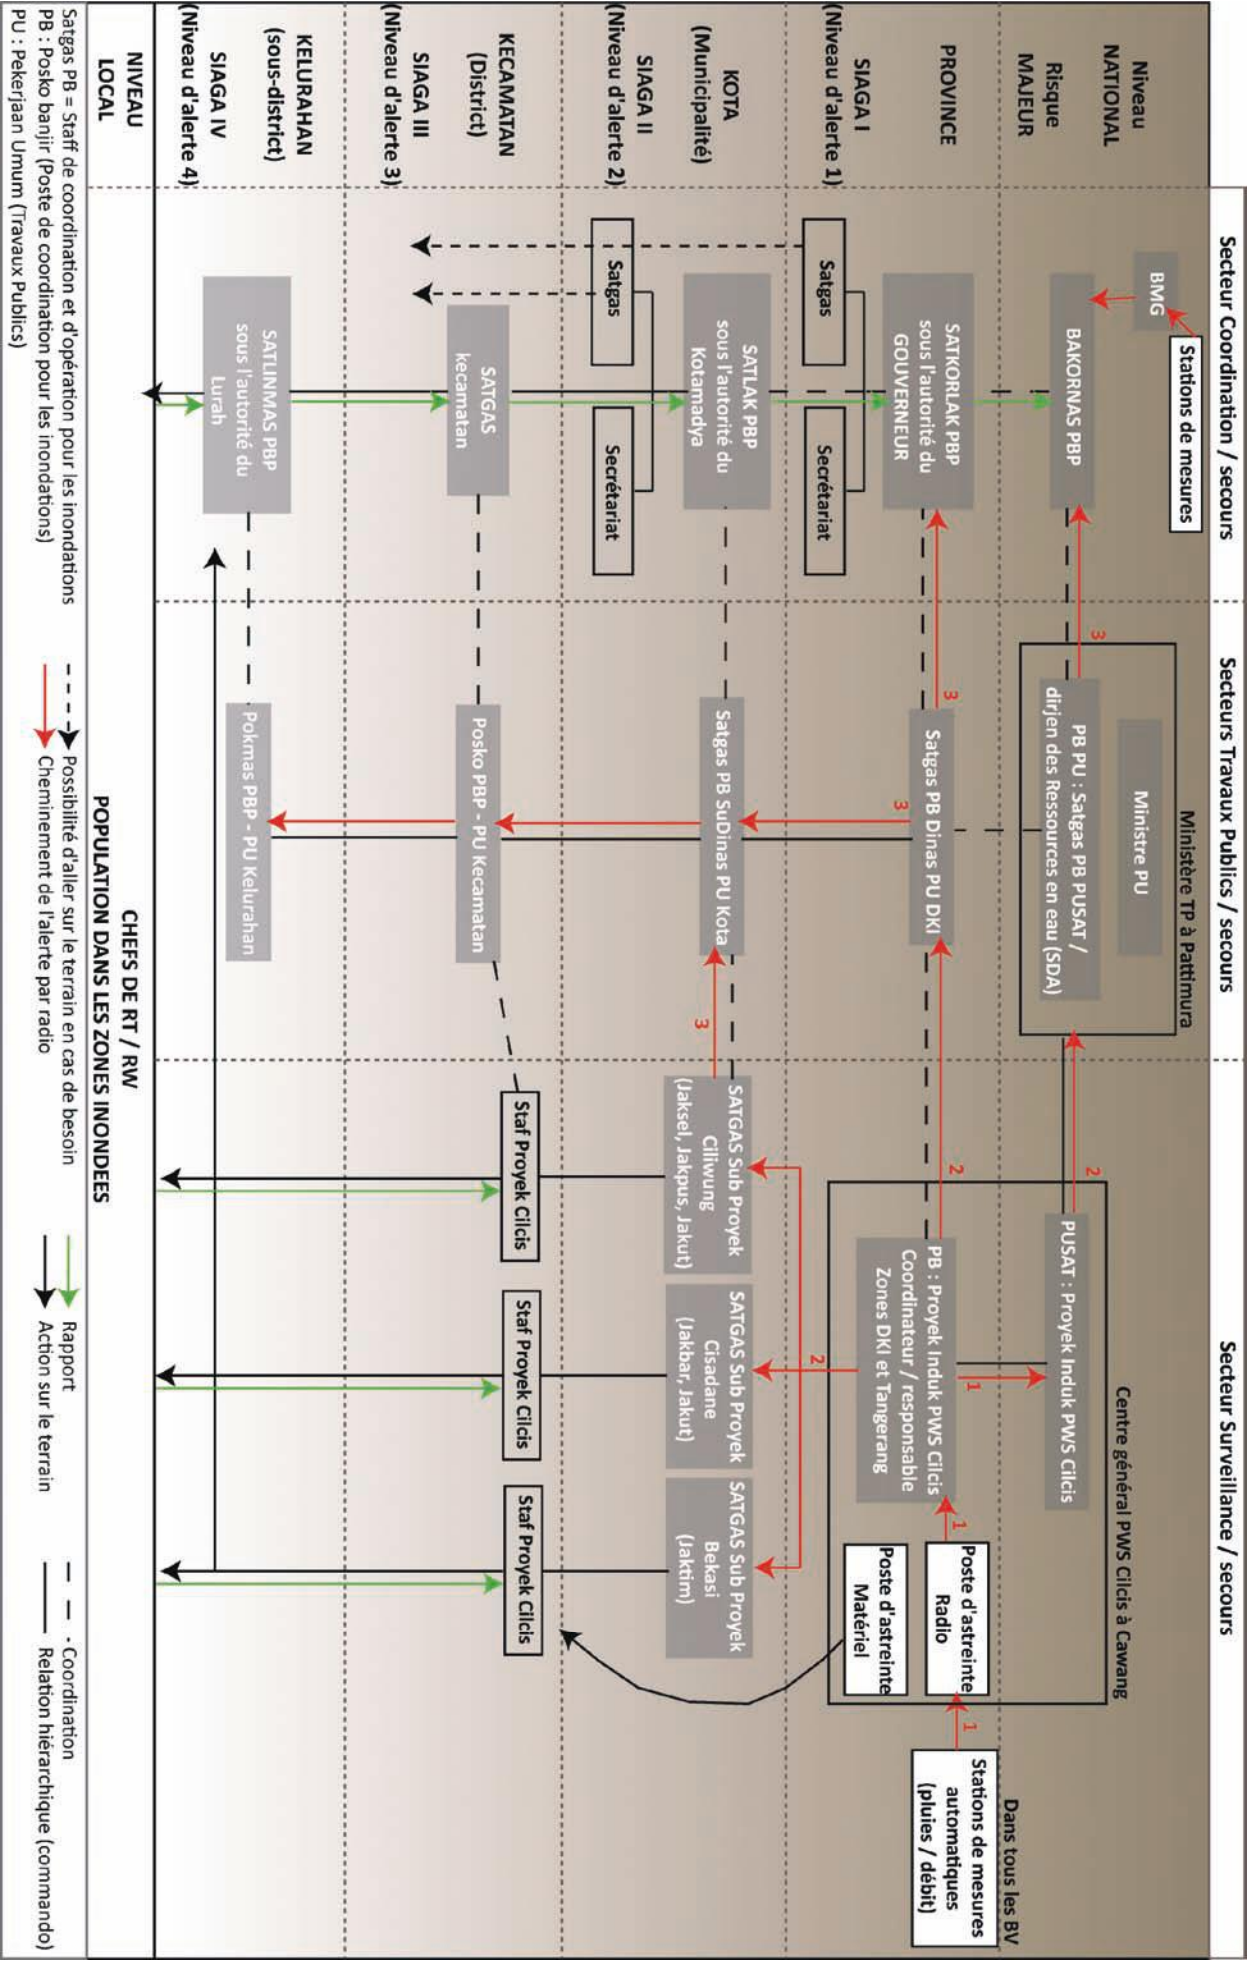 Secteur Coordination / secours
Secteurs Travaux Publics / secours
Secteur Surveillance / secours
Niveau
NATIONAL
Risque
MAJEUR
BMG
Stations de mesures
BAKORNAS PBP
3
Ministère TP à Pattimura
Ministre PU
PB PU : Satgas PB PUSAT /
dirjen des Ressources en eau (SDA)
2
Centre général PWS Cilcis à Cawang
PUSAT : Proyek Induk PWS Cilcis
1
Dans tous les BV
Stations de mesures
automatiques
(pluies / débit)
1
PROVINCE
SIAGA I
(Niveau d'alerte 1)
SATKORLAK PBP
sous l'autorité du
GOUVERNEUR
Satgas
Secrétariat
3
Satgas PB Dinas PU DKI
3
2
PB : Proyek Induk PWS Cilcis
Coordinateur / responsable
Zones DKI et Tangerang
1
Poste d'astreinte
Radio
Poste d'astreinte
Matériel
2
KOTA
(Municipalité)
SIAGA II
(Niveau d'alerte 2)
SATLAK PBP
sous l'autorité du
Kotamadya
Satgas
Secrétariat
Satgas PB SuDinas PU Kota
3
SATGAS Sub Proyek
Ciliwung
(Jaksel, Jakpus, Jakut)
SATGAS Sub Proyek
Cisadane
(Jakbar, Jakut)
SATGAS Sub Proyek
Bekasi
(Jaktim)
KECAMATAN
(District)
SIAGA III
(Niveau d'alerte 3)
SATGAS
kecamatan
Posko PBP - PU Kecamatan
Staf Proyek Cilcis
Staf Proyek Cilcis
Staf Proyek Cilcis
KELURAHAN
(sous-district)
SIAGA IV
(Niveau d'alerte 4)
SATLINMAS PBP
sous l'autorité du
Lurah
Pokmas PBP - PU Kelurahan
NIVEAU
LOCAL
CHEFS DE RT / RW
POPULATION DANS LES ZONES INONDEES
Satgas PB = Staff de coordination et d'opération pour les inondations
PB : Posko banjir (Poste de coordination pour les inondations)
PU : Pekerjaan Umum (Travaux Publics)
Possibilité d'aller sur le terrain en cas de besoin
Cheminement de l'alerte par radio
Rapport
Action sur le terrain
Coordination
Relation hiérarchique (commando)